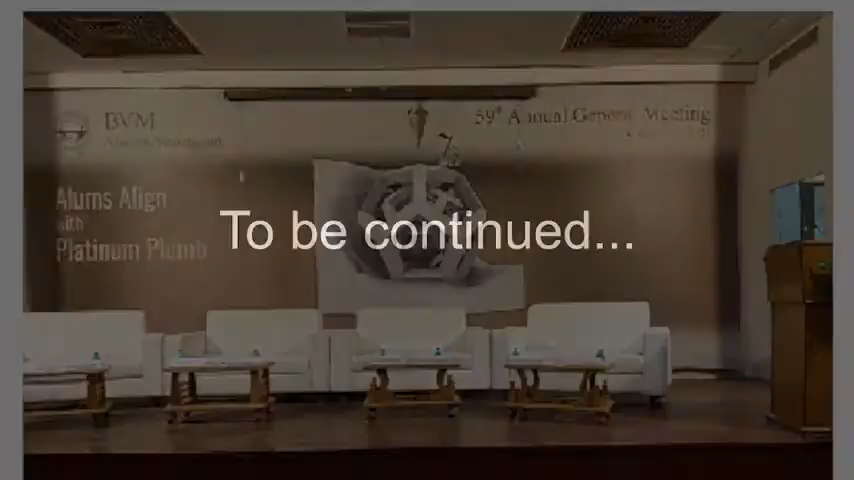 BVM
59th Annual General Meeting
Alums Align
with
Platinum Plumb
To be continued...